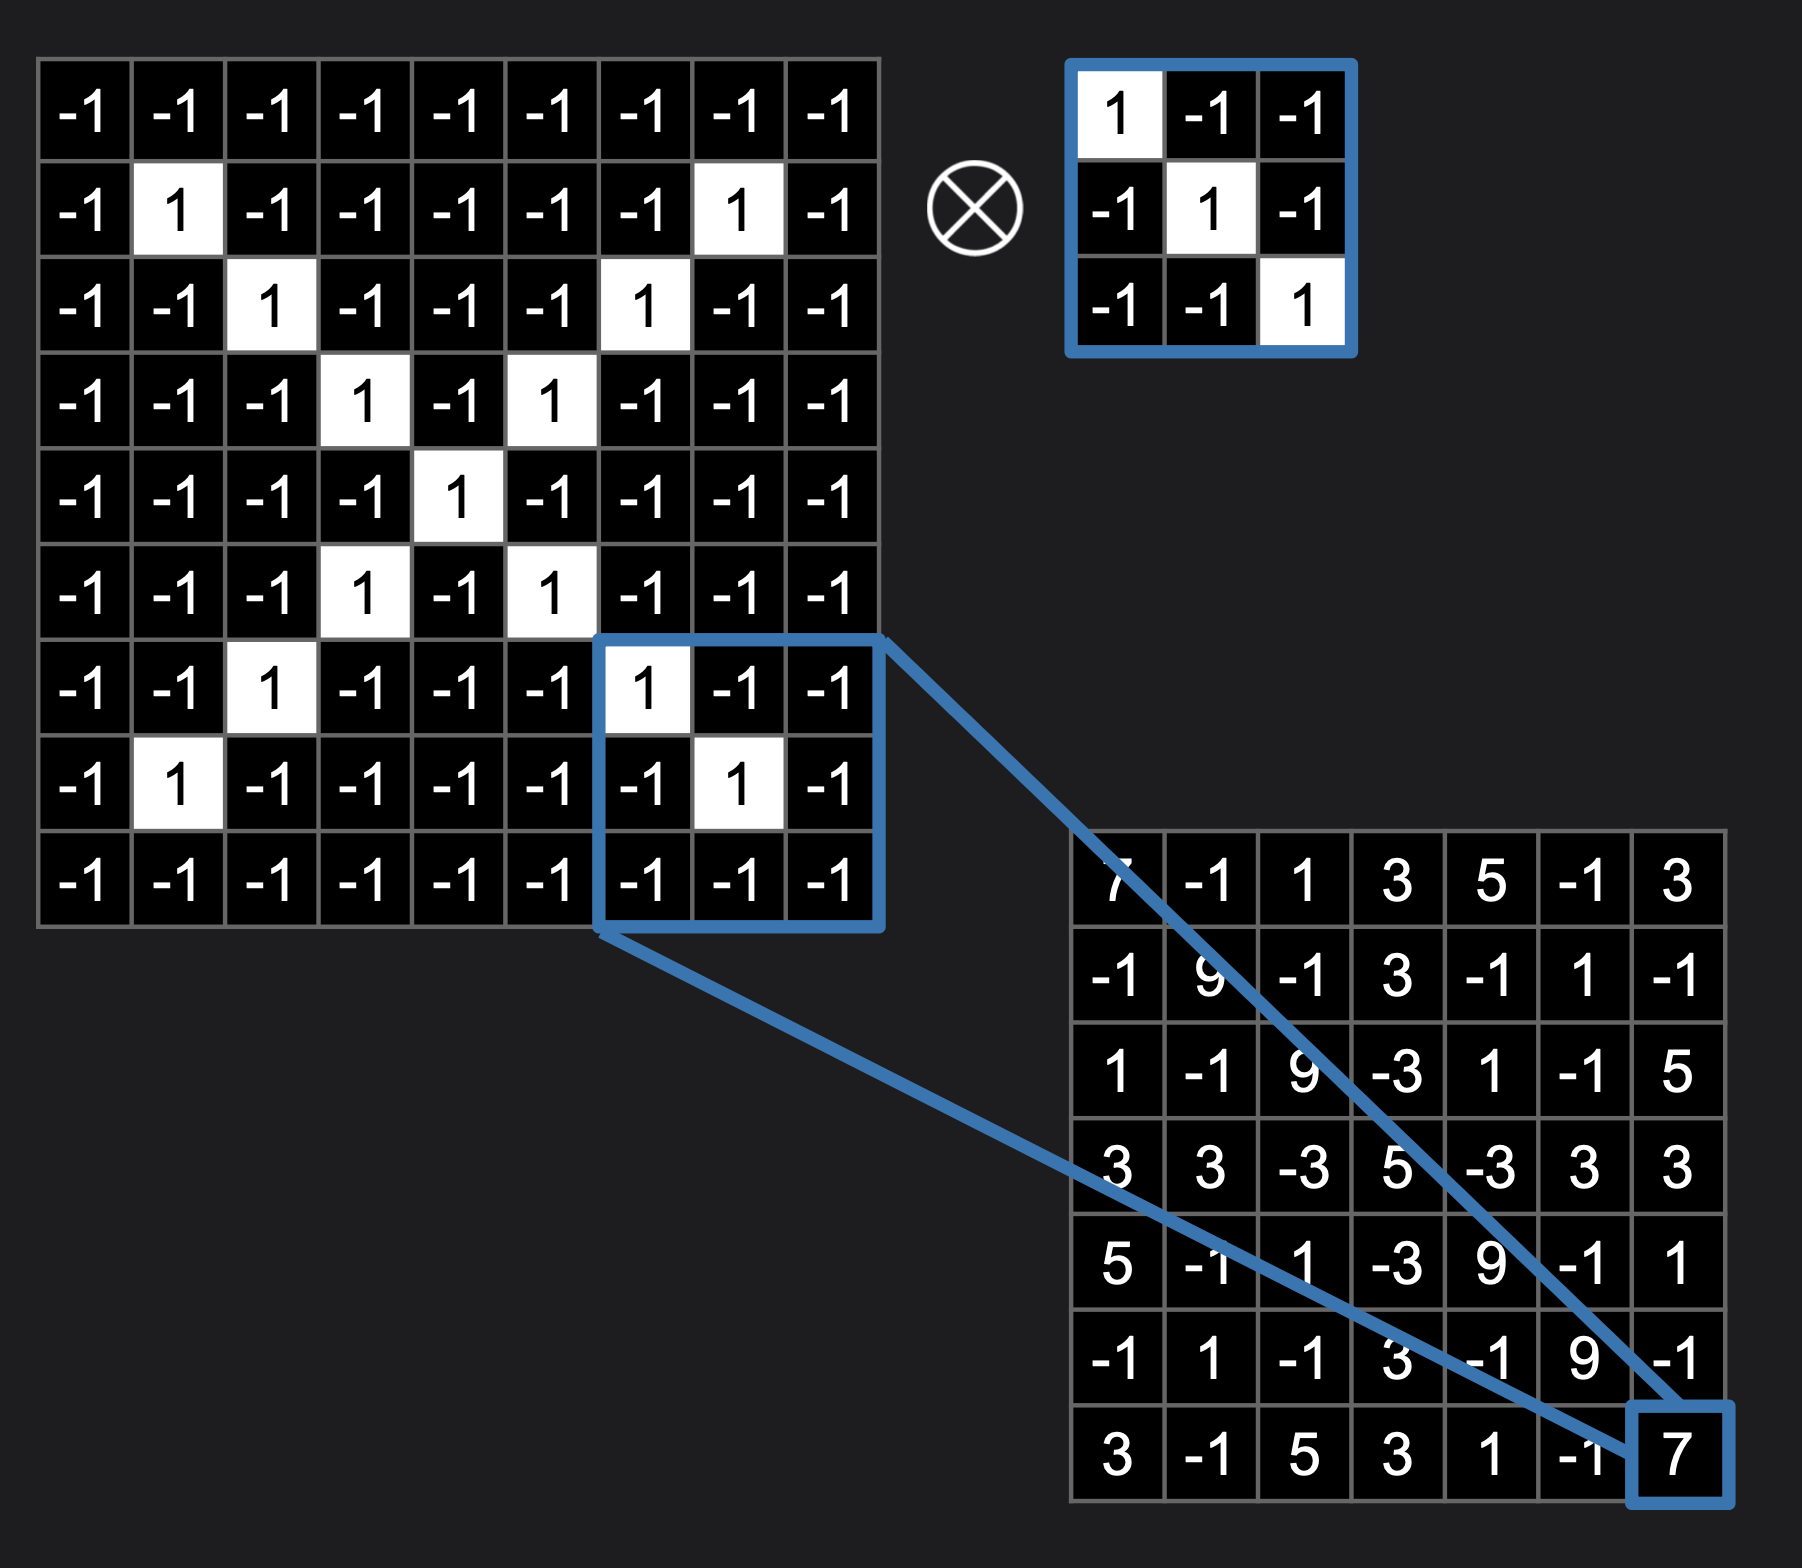 -1 -1 -1 -1 -1 -1 -1 -1 -1
-1 1 -1 -1 -1 -1 -1 1 -1
-1 -1 1 -1 -1 -1 1 -1 -1
-1 -1 -1 1 -1 1 -1 -1 -1
-1 -1 -1 -1 1 -1 -1 -1 -1
-1 -1 -1 1 -1 1 -1 -1 -1
-1 -1 1 -1 -1 -1 1 -1 -1
-1 1 -1 -1 -1 -1 -1 1 -1
-1 -1 -1 -1 -1 -1 -1 -1 -1
1 -1 -1
-1 1 -1
-1 -1 1
7 -1 1 3 5 -1 3
-1 9 -1 3 -1 1 -1
1 -1 9 -3 1 -1 5
3 3 -3 5 -3 3 3
5 -1 1 -3 9 -1 1
-1 1 -1 3 -1 9 -1
3 -1 5 3 1 -1 7